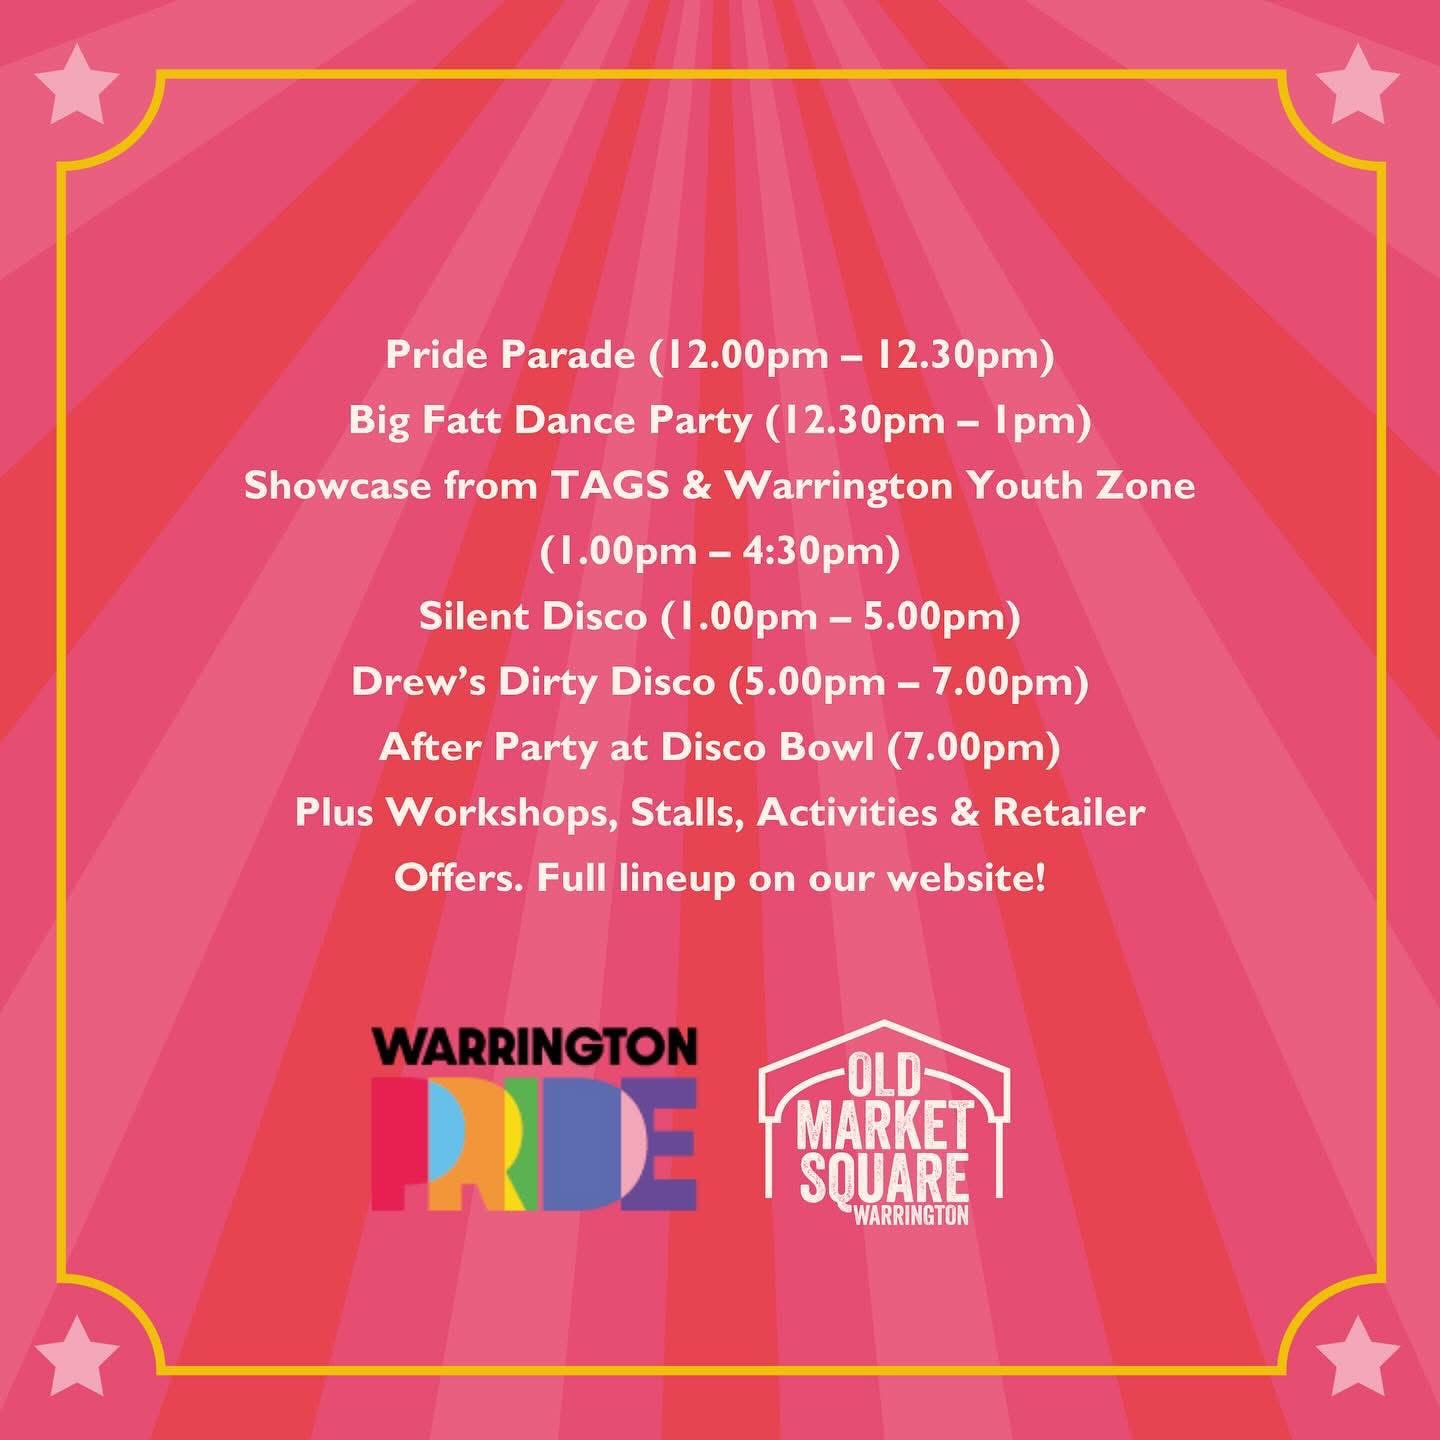 Pride Parade (12.00pm – 12.30pm)
Big Fatt Dance Party (12.30pm – 1pm)
Showcase from TAGS & Warrington Youth Zone
(1.00pm – 4:30pm)
Silent Disco (1.00pm – 5.00pm)
Drew’s Dirty Disco (5.00pm – 7.00pm)
After Party at Disco Bowl (7.00pm)
Plus Workshops, Stalls, Activities & Retailer
Offers. Full lineup on our website!
WARRINGTON
PRIDE
OLD
MARKET
SQUARE
WARRINGTON